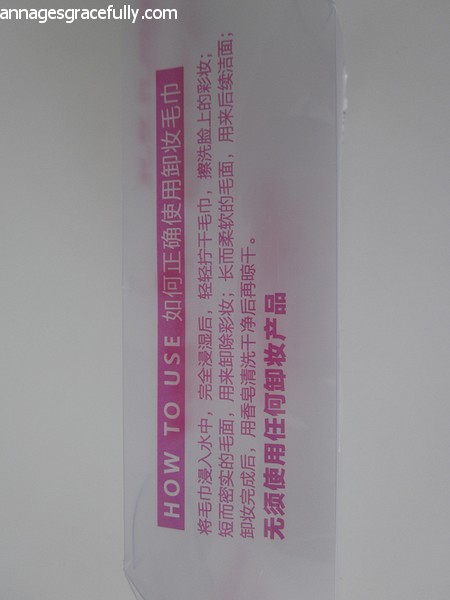 annagesgracefully.com
HOW TO USE 如何正确使用卸妆毛巾
将毛巾浸入水中，完全浸湿后，轻轻拧干毛巾，擦洗脸上的彩妆；
短而密实的毛面，用来卸除彩妆；长而柔软的毛面，用来后续洁面；
卸妆完成后，用香皂清洗干净后再晾干。
无须使用任何卸妆产品